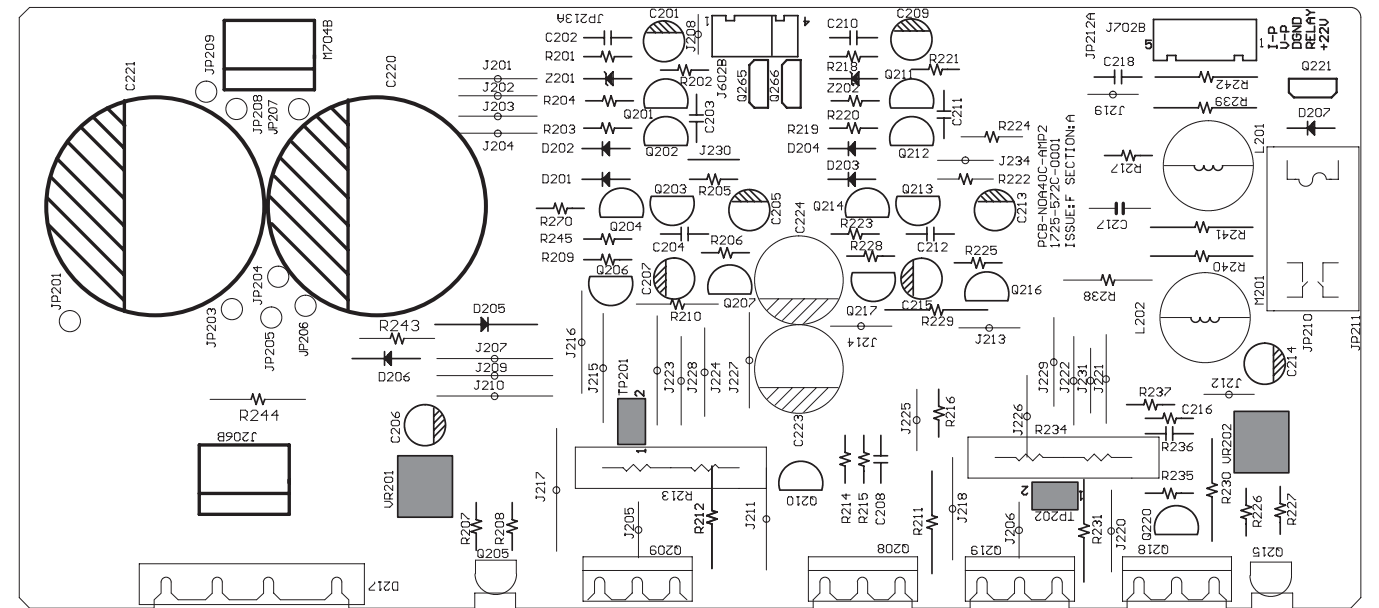 JP213A
C201
J208
1
4
C210
C209
JP212A
J702B
5
1
I-P
V-P
DGND
RELAY
+22V
JP209
M704B
C202
R201
Z201
R204
R203
D202
D201
R202
J602B
Q265
Q266
R218
Z202
R220
R219
D204
D203
Q211
R221
C211
C218
J219
R242
R239
Q221
D207
C221
C220
JP208
JP207
J201
J202
J203
J204
Q201
C203
Q202
J230
R205
Q212
R224
J234
R222
R217
L201
C217
R241
R240
PCB-NOA40C-AMP2
1725-572C-0001
ISSUE:F SECTION:A
Q203
C205
Q214
Q213
C213
R270
R245
R209
Q204
C204
R206
C224
R223
R228
C212
R225
Q206
C207
Q207
R210
Q217
C215
R229
Q216
J214
J213
R238
L202
M201
JP210
JP211
JP201
JP204
JP203
JP205
JP206
D205
R243
D206
J207
J209
J210
J216
J215
TP201
2
1
J223
J228
J224
J227
C223
J229
J222
J231
J221
J212
C214
R244
J206B
C206
VR201
J217
R213
R212
J211
J205
Q210
R214
R215
C208
J225
R216
R211
J218
J226
R234
2
1
TP202
J206
R231
J220
R237
C216
R236
R235
R230
VR202
Q220
R226
R227
R207
R208
Q205
D217
Q209
Q208
Q219
Q218
Q215